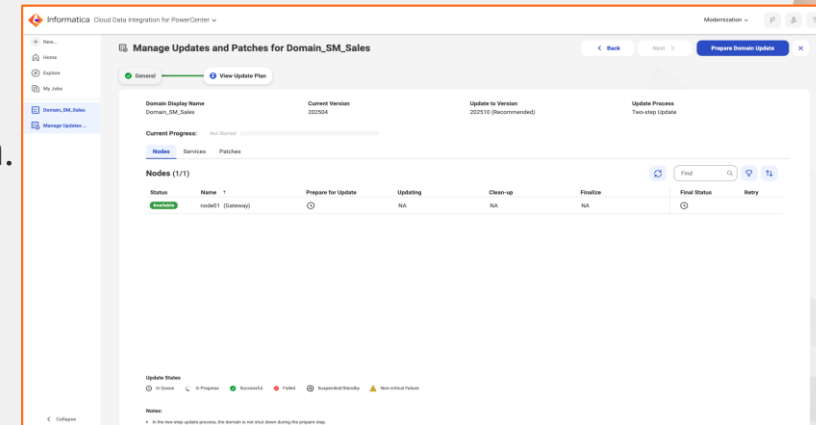 Informatica Cloud Data Integration for PowerCenter
Modernization
New...
Home
Explore
My Jobs
Domain_SM_Sales
Manage Updates ...
Collapse
n.
Manage Updates and Patches for Domain_SM_Sales
Back
Next
Prepare Domain Update
General
2 View Update Plan
Domain Display Name Current Version Update to Version Update Process
Domain_SM_Sales 202504 202510 (Recommended) Two-step Update
Current Progress: Not Started
Nodes Services Patches
Nodes (1/1)
Find
Status Name ↑ Prepare for Update Updating Clean-up Finalize Final Status Retry
Available node01 (Gateway) NA NA NA
Update States
In Queue In Progress Successful Failed Suspended/Standby Non-critical Failure
Notes:
• In the two-step update process, the domain is not shut down during the prepare step.